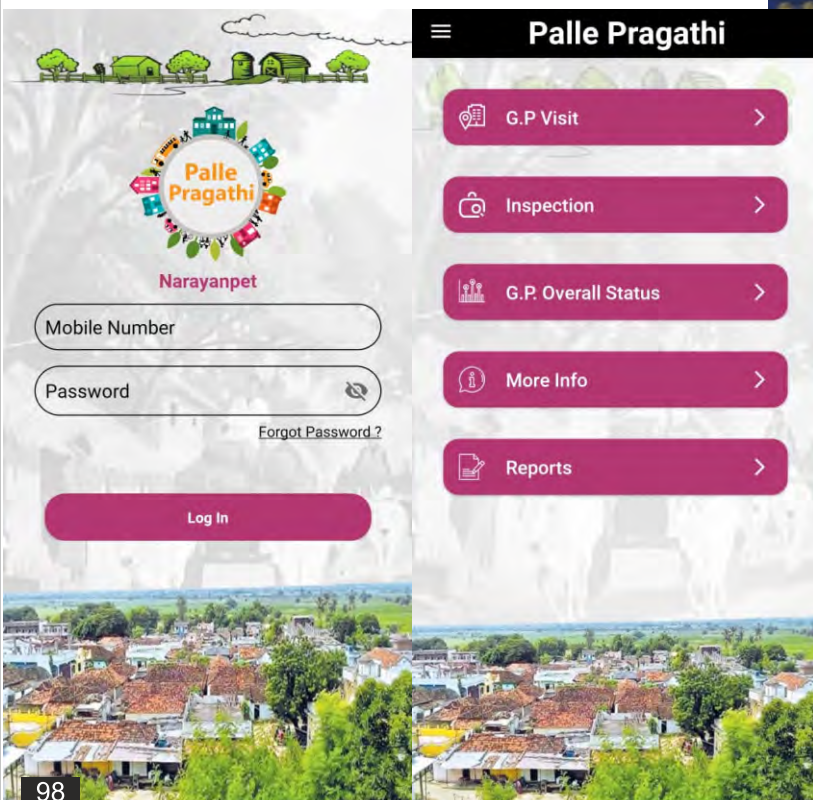 Palle
Pragathi
Narayanpet
Mobile Number
Password
Forgot Password ?
Log In
98
Palle Pragathi
G.P Visit
Inspection
G.P. Overall Status
More Info
Reports